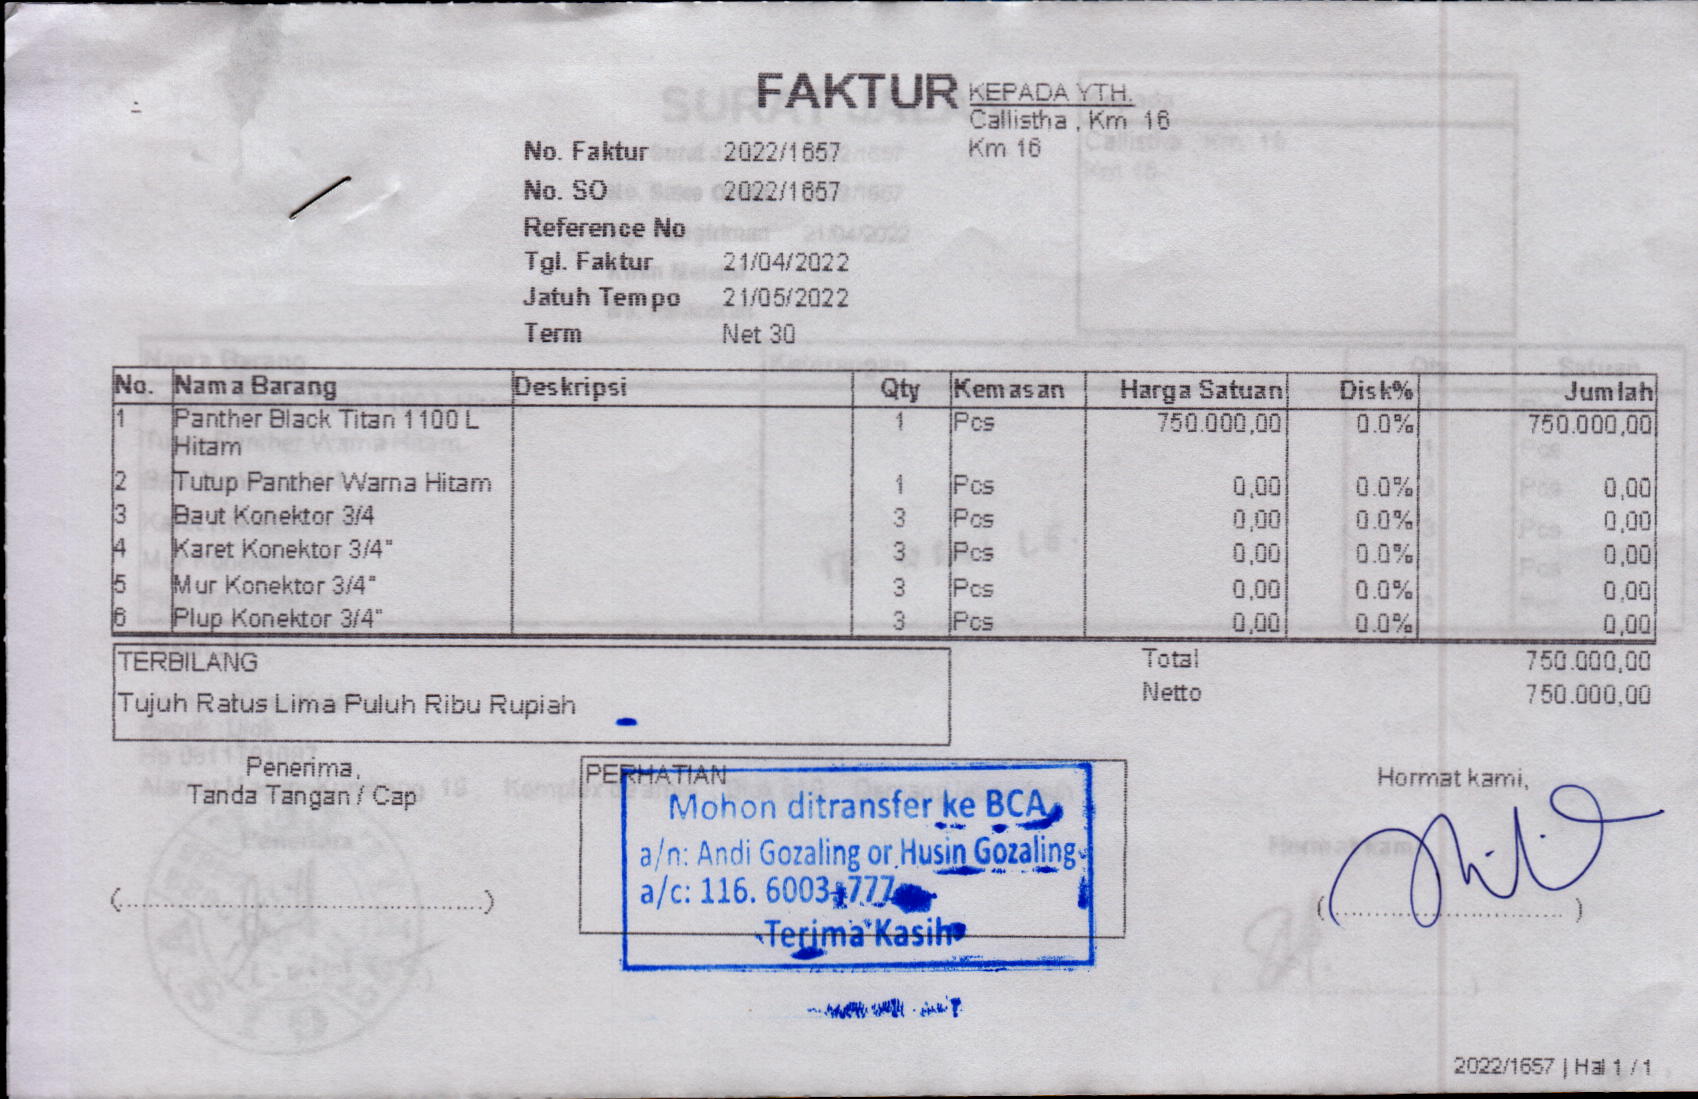 FAKTUR
KEPADA YTH.
Callistha , Km 16
Km 16
No. Faktur 2022/1657
No. SO 2022/1657
Reference No
Tgl. Faktur 21/04/2022
Jatuh Tempo 21/05/2022
Term Net 30
No. Nama Barang Deskripsi Qty Kemasan Harga Satuan Disk% Jumlah
1 Panther Black Titan 1100 L 1 Pcs 750.000,00 0.0% 750.000,00
Hitam
2 Tutup Panther Warna Hitam 1 Pcs 0,00 0.0% 0,00
3 Baut Konektor 3/4 3 Pcs 0,00 0.0% 0,00
4 Karet Konektor 3/4" 3 Pcs 0,00 0.0% 0,00
5 Mur Konektor 3/4" 3 Pcs 0,00 0.0% 0,00
6 Plup Konektor 3/4" 3 Pcs 0,00 0.0% 0,00
TERBILANG
Tujuh Ratus Lima Puluh Ribu Rupiah
Total 750.000,00
Netto 750.000,00
Penerima,
Tanda Tangan / Cap
(..............................................)
PERHATIAN
Mohon ditransfer ke BCA
a/n: Andi Gozaling or Husin Gozaling
a/c: 116. 6003 777
Terima Kasih
Hormat kami,
(..............................)
2022/1657 | Hal 1 / 1